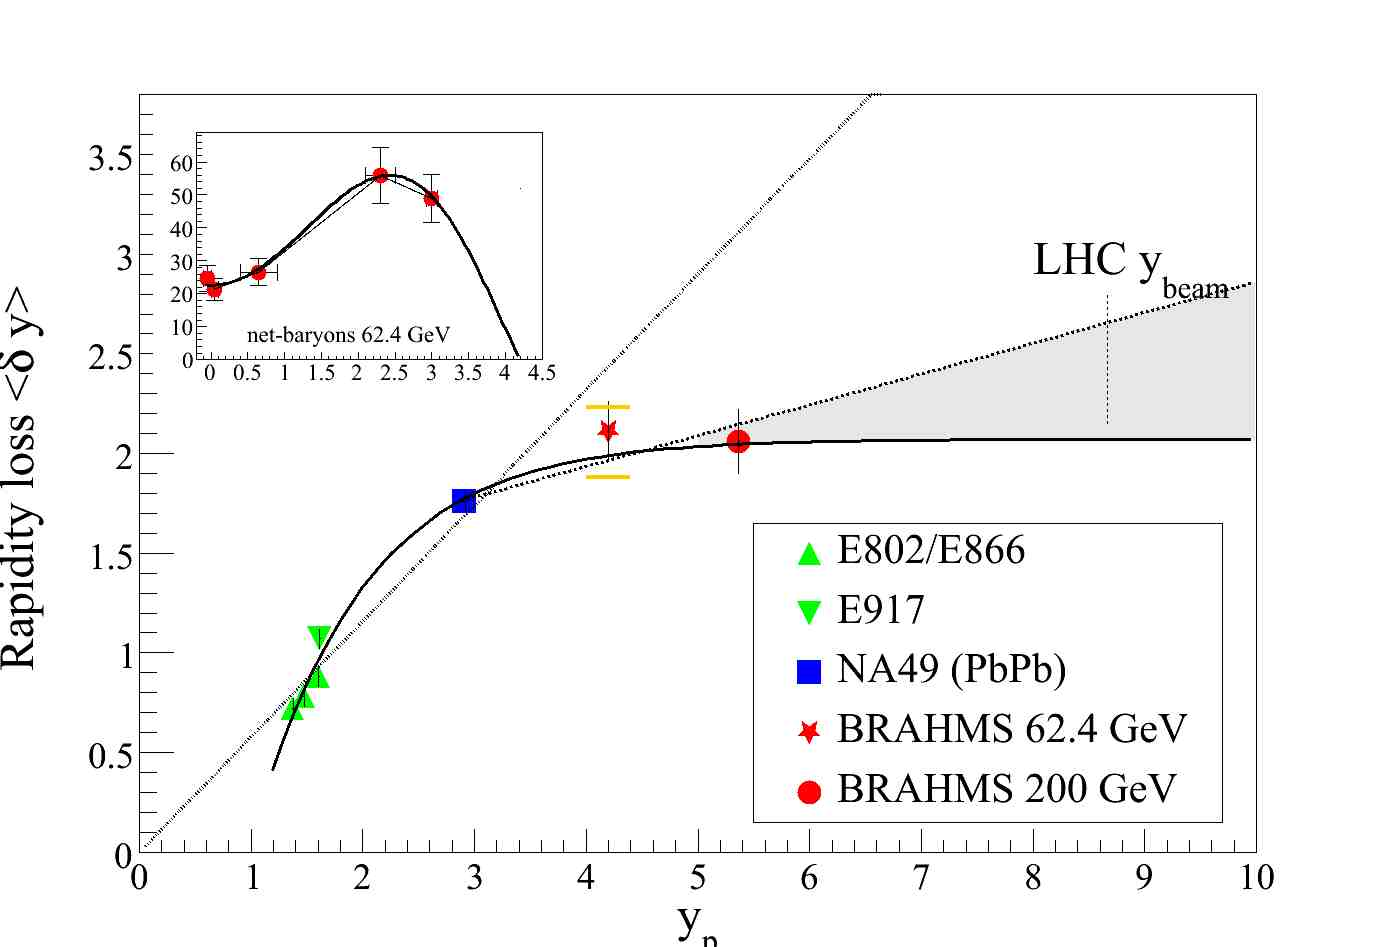 Rapidity loss <δ y>
3.5
3
2.5
2
1.5
1
0.5
0
0 1 2 3 4 5 6 7 8 9 10
y_p
60
50
40
30
20
10
0
0 0.5 1 1.5 2 2.5 3 3.5 4 4.5
net-baryons 62.4 GeV
LHC y_beam
E802/E866
E917
NA49 (PbPb)
BRAHMS 62.4 GeV
BRAHMS 200 GeV